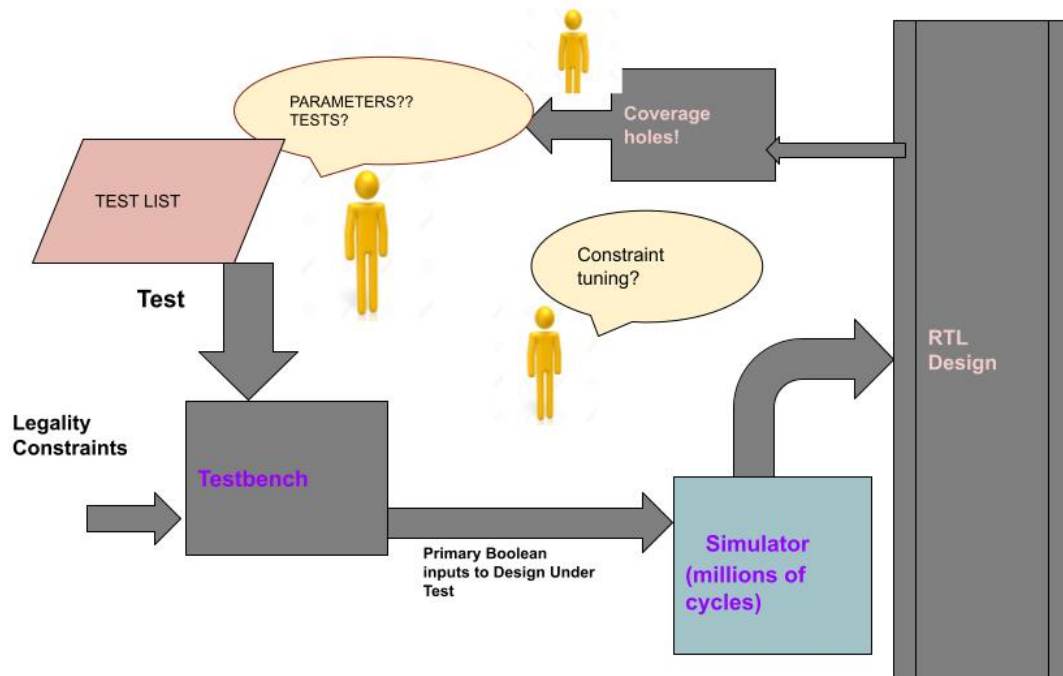 PARAMETERS??
TESTS?
Coverage
holes!
TEST LIST
Constraint
tuning?
Test
RTL
Design
Legality
Constraints
Testbench
Primary Boolean
inputs to Design Under
Test
Simulator
(millions of
cycles)